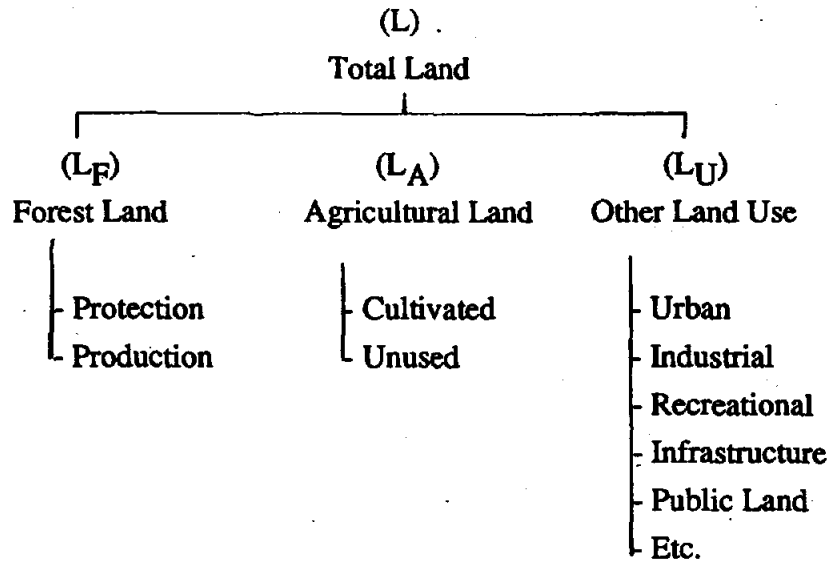 (L)
Total Land
(L_F)
Forest Land
Protection
Production
(L_A)
Agricultural Land
Cultivated
Unused
(L_U)
Other Land Use
Urban
Industrial
Recreational
Infrastructure
Public Land
Etc.